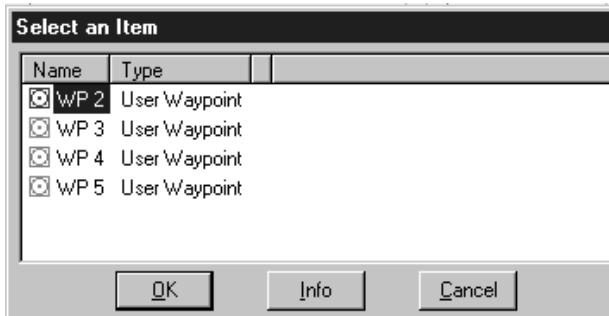 Select an Item
Name Type
WP 2 User Waypoint
WP 3 User Waypoint
WP 4 User Waypoint
WP 5 User Waypoint
OK Info Cancel